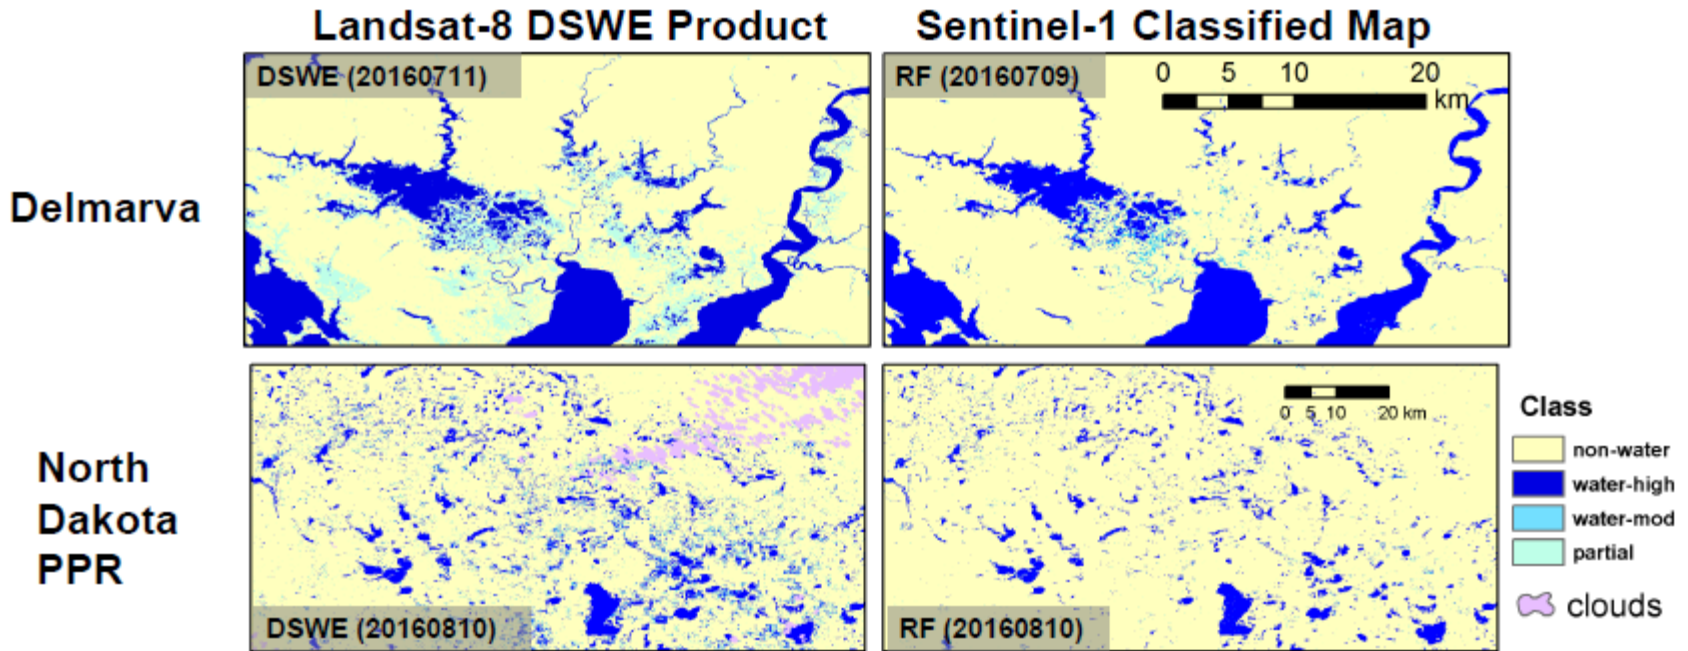 Landsat-8 DSWE Product
Sentinel-1 Classified Map
Delmarva
DSWE (20160711)
RF (20160709)
0 5 10 20
km
North
Dakota
PPR
DSWE (20160810)
RF (20160810)
0 5 10 20 km
Class
non-water
water-high
water-mod
partial
clouds